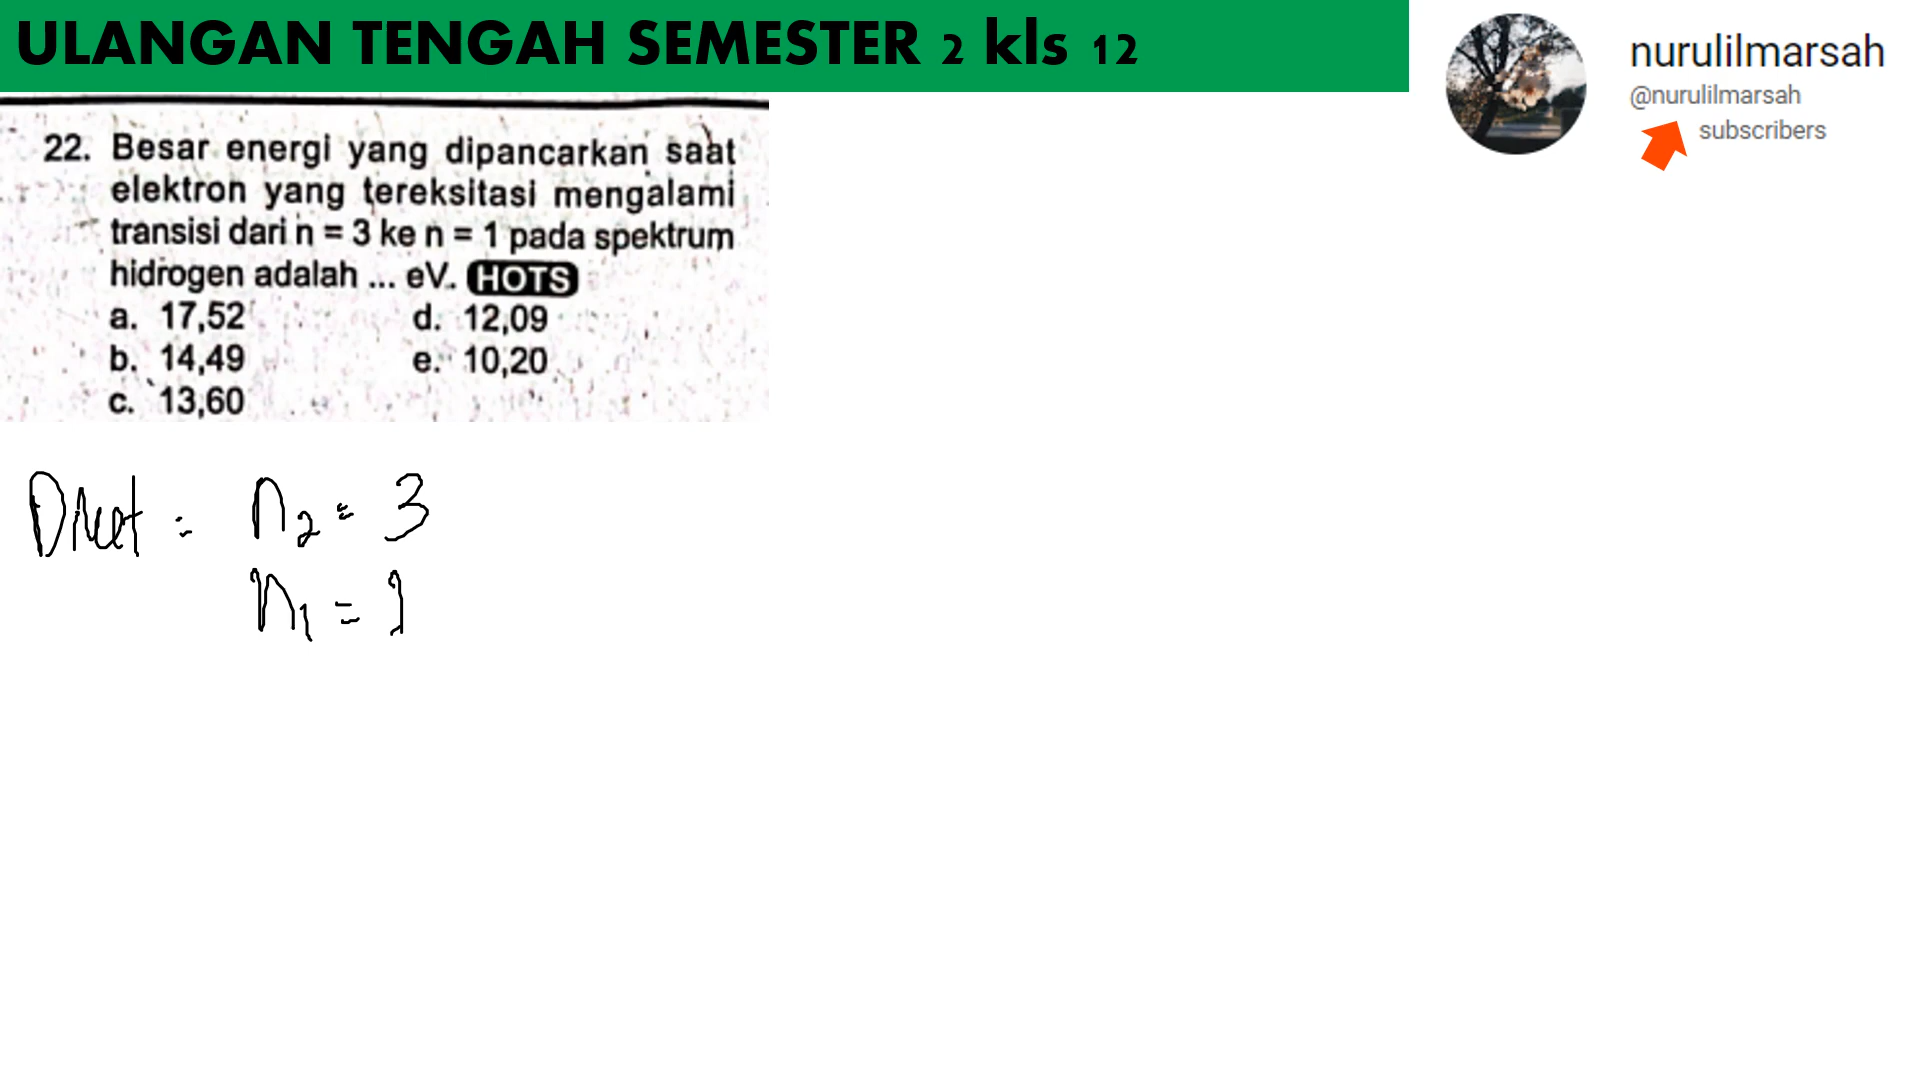 ULANGAN TENGAH SEMESTER 2 kls 12
nurulilmarsah
@nurulilmarsah
subscribers
22. Besar energi yang dipancarkan saat
elektron yang tereksitasi mengalami
transisi dari n = 3 ke n = 1 pada spektrum
hidrogen adalah ... eV. HOTS
a. 17,52 d. 12,09
b. 14,49 e. 10,20
c. 13,60
Diket = n2 = 3
n1 = 1